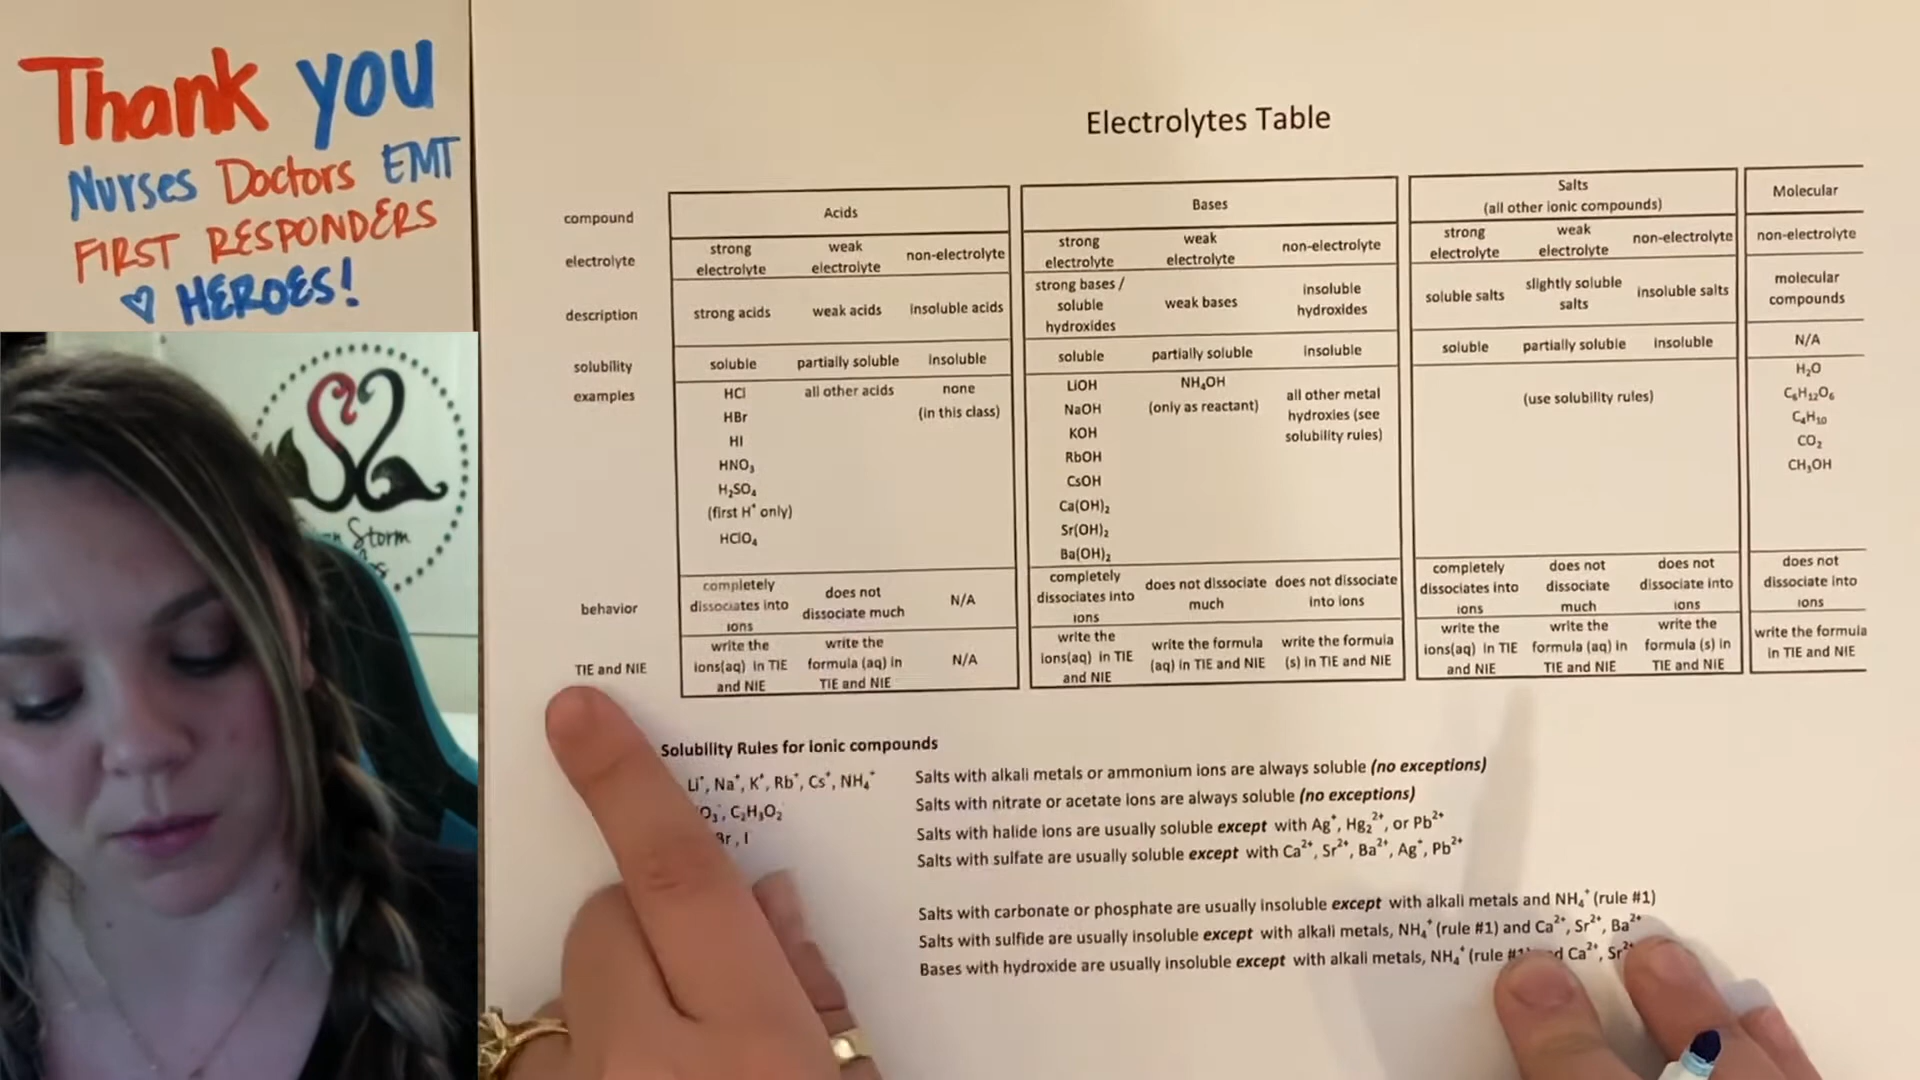 Thank you
Nurses Doctors EMT
FIRST RESPONDERS
♡ HEROES!
Storm
Electrolytes Table
compound Acids Bases Salts (all other ionic compounds) Molecular
electrolyte strong electrolyte weak electrolyte non-electrolyte strong electrolyte weak electrolyte non-electrolyte strong electrolyte weak electrolyte non-electrolyte non-electrolyte
description strong acids weak acids insoluble acids strong bases / soluble hydroxides weak bases insoluble hydroxides soluble salts slightly soluble salts insoluble salts molecular compounds
solubility soluble partially soluble insoluble soluble partially soluble insoluble soluble partially soluble insoluble N/A
examples HCl HBr HI HNO₃ H₂SO₄ (first H⁺ only) HClO₄ all other acids none (in this class) LiOH NaOH KOH RbOH CsOH Ca(OH)₂ Sr(OH)₂ Ba(OH)₂ NH₄OH (only as reactant) all other metal hydroxies (see solubility rules) (use solubility rules) H₂O C₆H₁₂O₆ C₄H₁₀ CO₂ CH₃OH
behavior completely dissociates into ions does not dissociate much N/A completely dissociates into ions does not dissociate much does not dissociate into ions completely dissociates into ions does not dissociate much does not dissociate into ions does not dissociate into ions
TIE and NIE write the ions(aq) in TIE and NIE write the formula (aq) in TIE and NIE N/A write the ions(aq) in TIE and NIE write the formula (aq) in TIE and NIE write the formula (s) in TIE and NIE write the ions(aq) in TIE and NIE write the formula (aq) in TIE and NIE write the formula (s) in TIE and NIE write the formula in TIE and NIE
Solubility Rules for ionic compounds
Li⁺, Na⁺, K⁺, Rb⁺, Cs⁺, NH₄⁺ Salts with alkali metals or ammonium ions are always soluble (no exceptions)
O₃⁻, C₂H₃O₂⁻ Salts with nitrate or acetate ions are always soluble (no exceptions)
Br⁻, I⁻ Salts with halide ions are usually soluble except with Ag⁺, Hg₂²⁺, or Pb²⁺
Salts with sulfate are usually soluble except with Ca²⁺, Sr²⁺, Ba²⁺, Ag⁺, Pb²⁺
Salts with carbonate or phosphate are usually insoluble except with alkali metals and NH₄⁺ (rule #1)
Salts with sulfide are usually insoluble except with alkali metals, NH₄⁺ (rule #1) and Ca²⁺, Sr²⁺, Ba²⁺
Bases with hydroxide are usually insoluble except with alkali metals, NH₄⁺ (rule #1) Ca²⁺, Sr²⁺